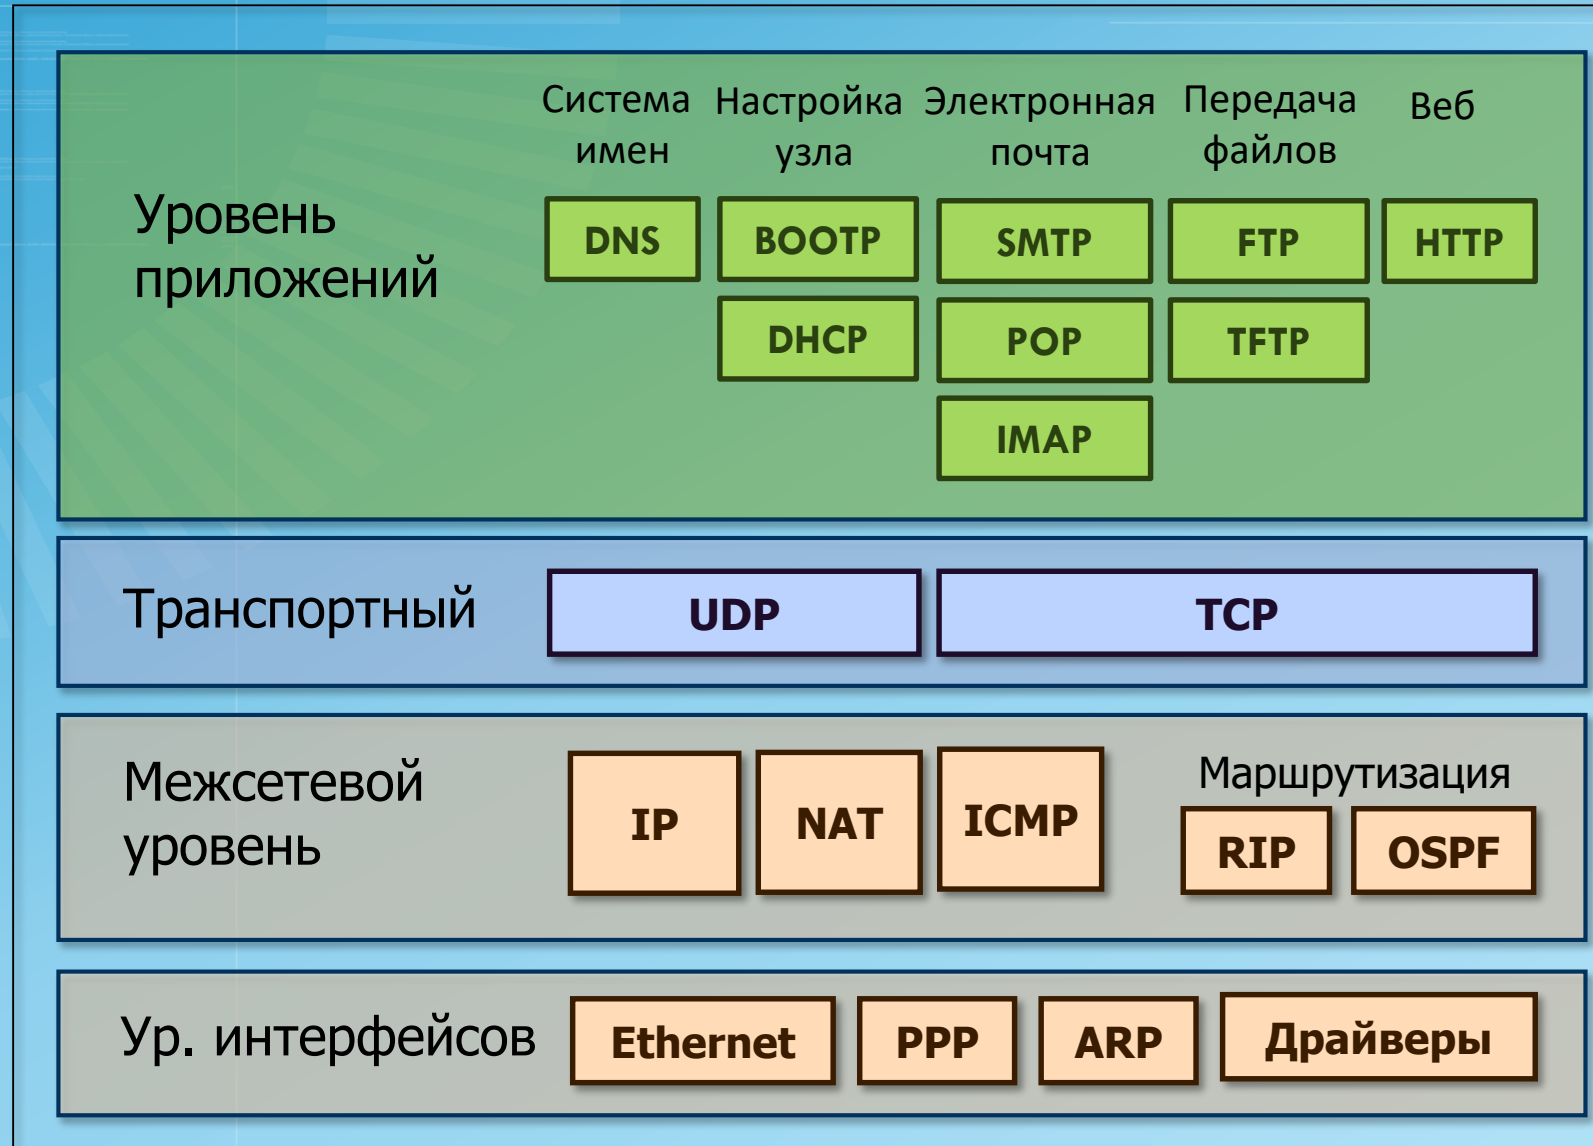 Система имен
Настройка узла
Электронная почта
Передача файлов
Веб
Уровень
приложений
DNS
BOOTP
SMTP
FTP
HTTP
DHCP
POP
TFTP
IMAP
Транспортный
UDP
TCP
Межсетевой
уровень
IP
NAT
ICMP
Маршрутизация
RIP
OSPF
Ур. интерфейсов
Ethernet
PPP
ARP
Драйверы